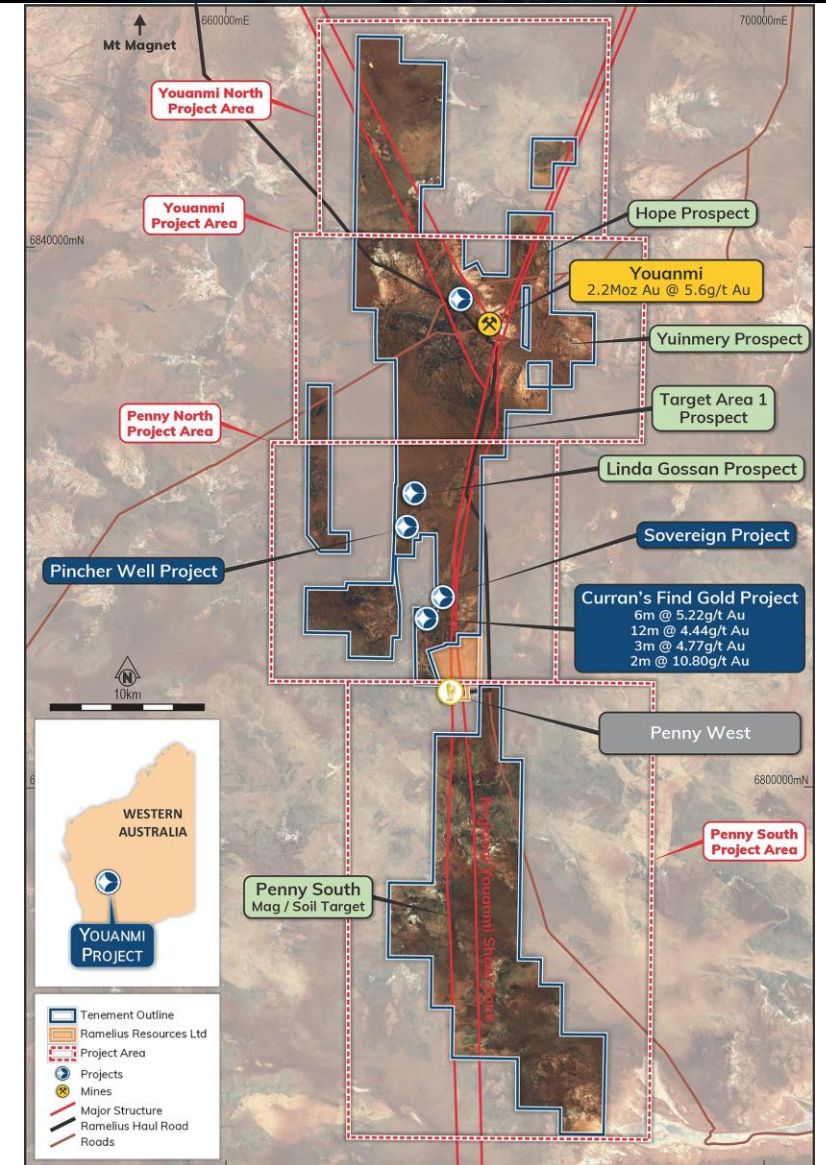 660000mE
700000mE
Mt Magnet
Youanmi North
Project Area
Youanmi
Project Area
Hope Prospect
6840000mN
Youanmi
2.2Moz Au @ 5.6g/t Au
Yuinmery Prospect
Target Area 1
Prospect
Penny North
Project Area
Linda Gossan Prospect
Sovereign Project
Pincher Well Project
Curran's Find Gold Project
6m @ 5.22g/t Au
12m @ 4.44g/t Au
3m @ 4.77g/t Au
2m @ 10.80g/t Au
N
10km
Penny West
6800000mN
WESTERN
AUSTRALIA
YOUANMI
PROJECT
Penny South
Project Area
Penny South
Mag / Soil Target
Youanmi Shear Zone
Tenement Outline
Ramelius Resources Ltd
Project Area
Projects
Mines
Major Structure
Ramelius Haul Road
Roads